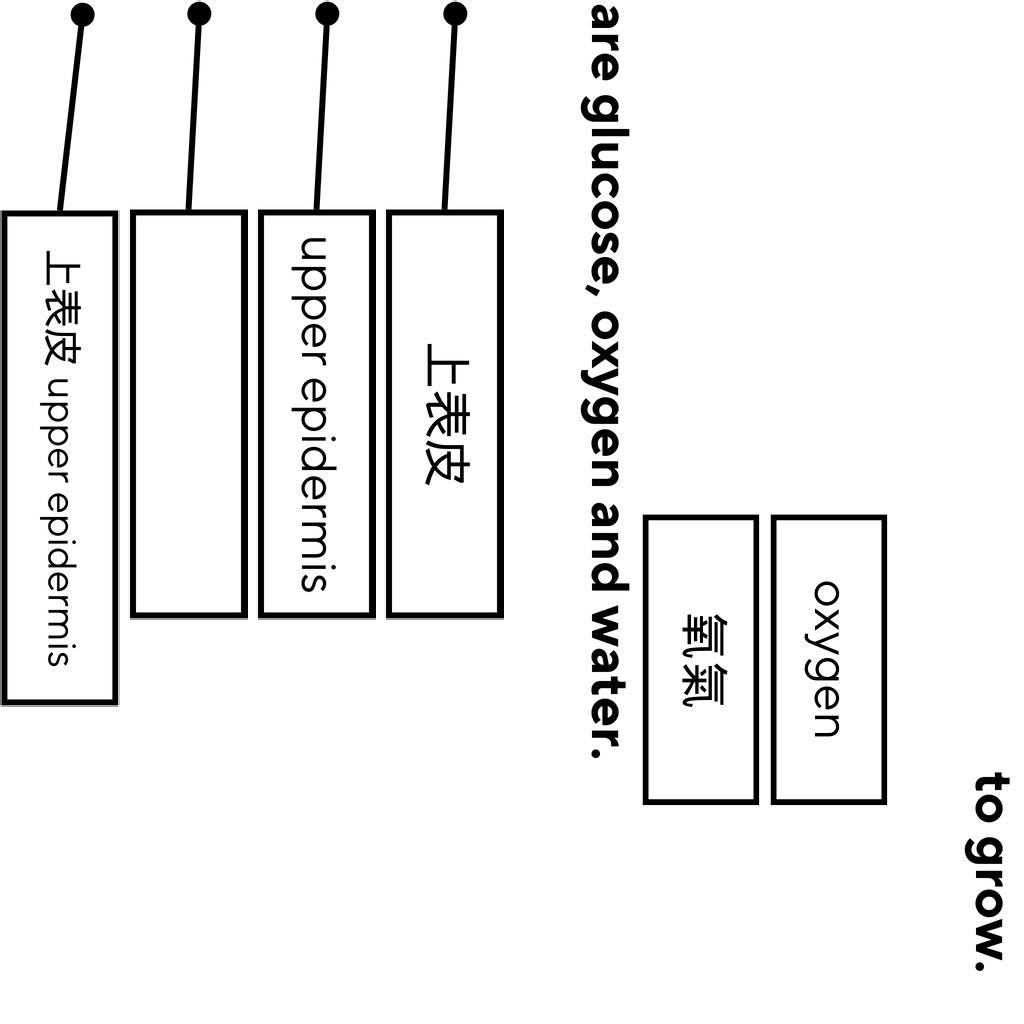 to grow.
oxygen
氧氣
are glucose, oxygen and water.
上表皮
upper epidermis
上表皮 upper epidermis